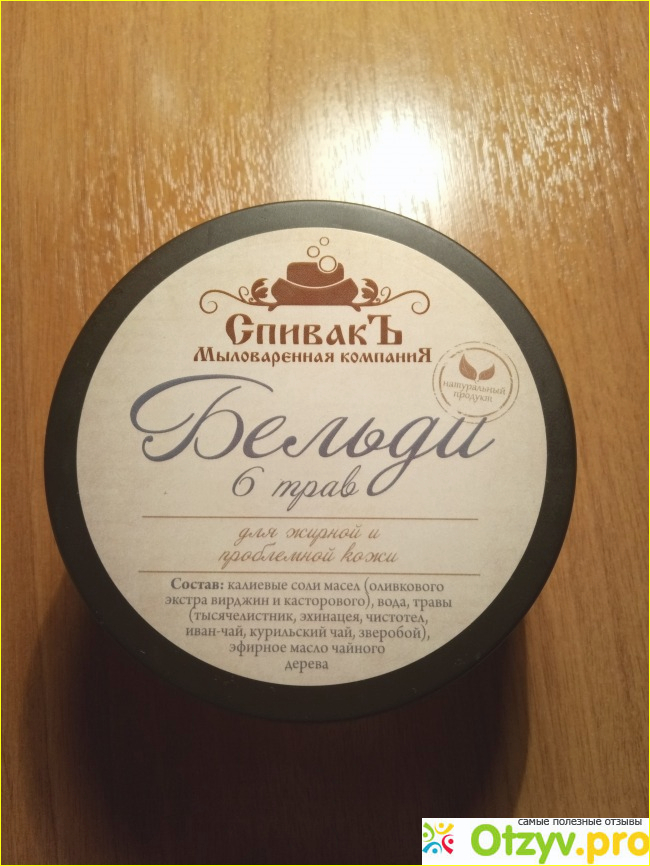 СпивакЪ
Мыловаренная компаниЯ
натуральный
продукт
Бельди
6 трав
для жирной и
проблемной кожи
Состав: калиевые соли масел (оливкового
экстра вирджин и касторового), вода, травы
(тысячелистник, эхинацея, чистотел,
иван-чай, курильский чай, зверобой),
эфирное масло чайного
дерева
самые полезные отзывы
Otzyv.pro